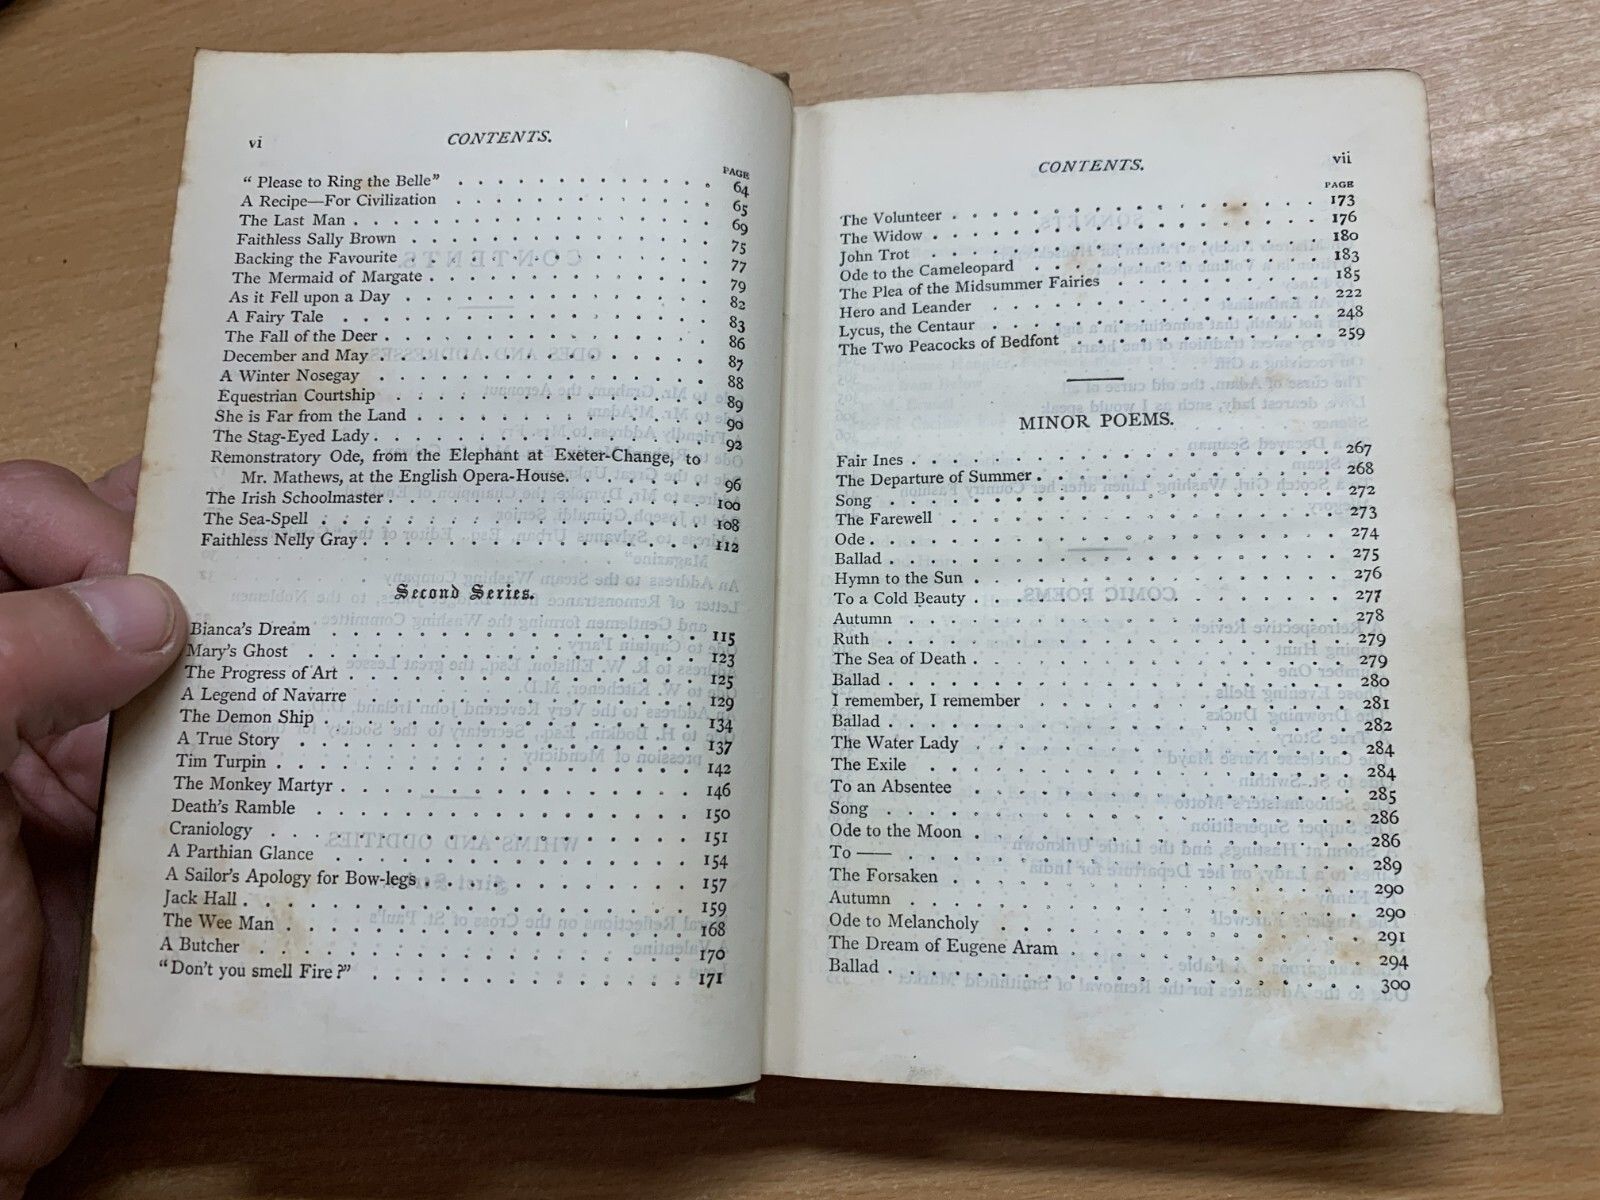 vi
CONTENTS.
PAGE
“Please to Ring the Belle” . . . . . . . . . . . . . 64
A Recipe—For Civilization . . . . . . . . . . . . . 65
The Last Man . . . . . . . . . . . . . . . . 69
Faithless Sally Brown . . . . . . . . . . . . . . 75
Backing the Favourite . . . . . . . . . . . . . . 77
The Mermaid of Margate . . . . . . . . . . . . . 79
As it Fell upon a Day . . . . . . . . . . . . . . 82
A Fairy Tale . . . . . . . . . . . . . . . . 83
The Fall of the Deer . . . . . . . . . . . . . . 86
December and May . . . . . . . . . . . . . . 87
A Winter Nosegay . . . . . . . . . . . . . . 88
Equestrian Courtship . . . . . . . . . . . . . . 89
She is Far from the Land . . . . . . . . . . . . . 90
The Stag-Eyed Lady . . . . . . . . . . . . . . 92
Remonstratory Ode, from the Elephant at Exeter-Change, to
Mr. Mathews, at the English Opera-House. . . . . . . 96
The Irish Schoolmaster . . . . . . . . . . . . . 100
The Sea-Spell . . . . . . . . . . . . . . . . 108
Faithless Nelly Gray . . . . . . . . . . . . . . 112
Second Series.
Bianca's Dream . . . . . . . . . . . . . . . 115
Mary's Ghost . . . . . . . . . . . . . . . . 123
The Progress of Art . . . . . . . . . . . . . . 125
A Legend of Navarre . . . . . . . . . . . . . . 129
The Demon Ship . . . . . . . . . . . . . . . 134
A True Story . . . . . . . . . . . . . . . . 137
Tim Turpin . . . . . . . . . . . . . . . . 142
The Monkey Martyr . . . . . . . . . . . . . . 146
Death's Ramble . . . . . . . . . . . . . . . 150
Craniology . . . . . . . . . . . . . . . . 151
A Parthian Glance . . . . . . . . . . . . . . 154
A Sailor's Apology for Bow-legs . . . . . . . . . . . 157
Jack Hall . . . . . . . . . . . . . . . . . 159
The Wee Man . . . . . . . . . . . . . . . . 168
A Butcher . . . . . . . . . . . . . . . . . 170
“Don't you smell Fire?” . . . . . . . . . . . . . 171
CONTENTS.
vii
PAGE
The Volunteer . . . . . . . . . . . . . . . 173
The Widow . . . . . . . . . . . . . . . . 176
John Trot . . . . . . . . . . . . . . . . 180
Ode to the Cameleopard . . . . . . . . . . . . 183
The Plea of the Midsummer Fairies . . . . . . . . . 185
Hero and Leander . . . . . . . . . . . . . . 222
Lycus, the Centaur . . . . . . . . . . . . . . 248
The Two Peacocks of Bedfont . . . . . . . . . . . 259
MINOR POEMS.
Fair Ines . . . . . . . . . . . . . . . . 267
The Departure of Summer . . . . . . . . . . . . 268
Song . . . . . . . . . . . . . . . . . . 272
The Farewell . . . . . . . . . . . . . . . 273
Ode . . . . . . . . . . . . . . . . . . 274
Ballad . . . . . . . . . . . . . . . . . 275
Hymn to the Sun . . . . . . . . . . . . . . 276
To a Cold Beauty . . . . . . . . . . . . . . 277
Autumn . . . . . . . . . . . . . . . . . 278
Ruth . . . . . . . . . . . . . . . . . . 279
The Sea of Death . . . . . . . . . . . . . . 279
Ballad . . . . . . . . . . . . . . . . . 280
I remember, I remember . . . . . . . . . . . . 281
Ballad . . . . . . . . . . . . . . . . . 282
The Water Lady . . . . . . . . . . . . . . 284
The Exile . . . . . . . . . . . . . . . . 284
To an Absentee . . . . . . . . . . . . . . 285
Song . . . . . . . . . . . . . . . . . . 286
Ode to the Moon . . . . . . . . . . . . . . 286
To —— . . . . . . . . . . . . . . . . . 289
The Forsaken . . . . . . . . . . . . . . . 290
Autumn . . . . . . . . . . . . . . . . . 290
Ode to Melancholy . . . . . . . . . . . . . 291
The Dream of Eugene Aram . . . . . . . . . . . 294
Ballad . . . . . . . . . . . . . . . . . 300